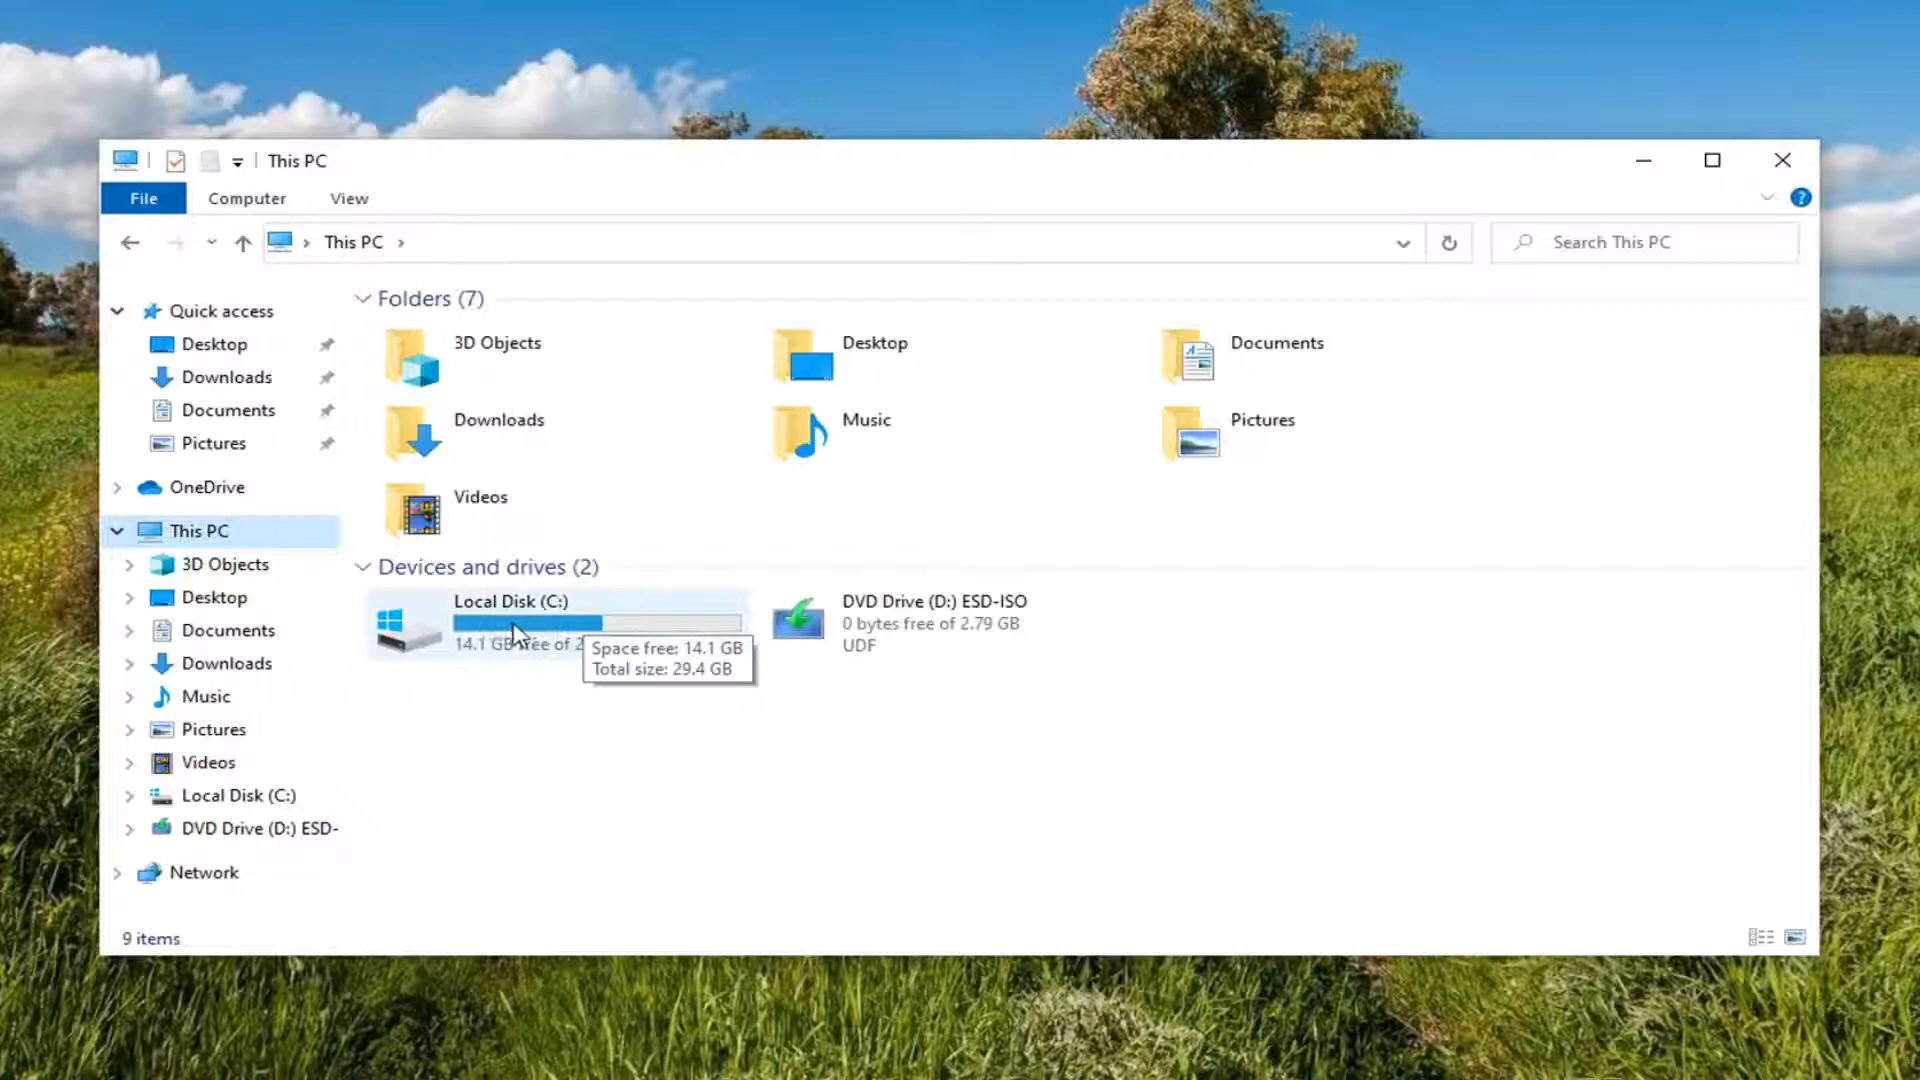 This PC
File Computer View
This PC
Search This PC
Quick access
Desktop
Downloads
Documents
Pictures
OneDrive
This PC
3D Objects
Desktop
Documents
Downloads
Music
Pictures
Videos
Local Disk (C:)
DVD Drive (D:) ESD-
Network
Folders (7)
3D Objects
Desktop
Documents
Downloads
Music
Pictures
Videos
Devices and drives (2)
Local Disk (C:)
14.1 GB free of 2
Space free: 14.1 GB
Total size: 29.4 GB
DVD Drive (D:) ESD-ISO
0 bytes free of 2.79 GB
UDF
9 items